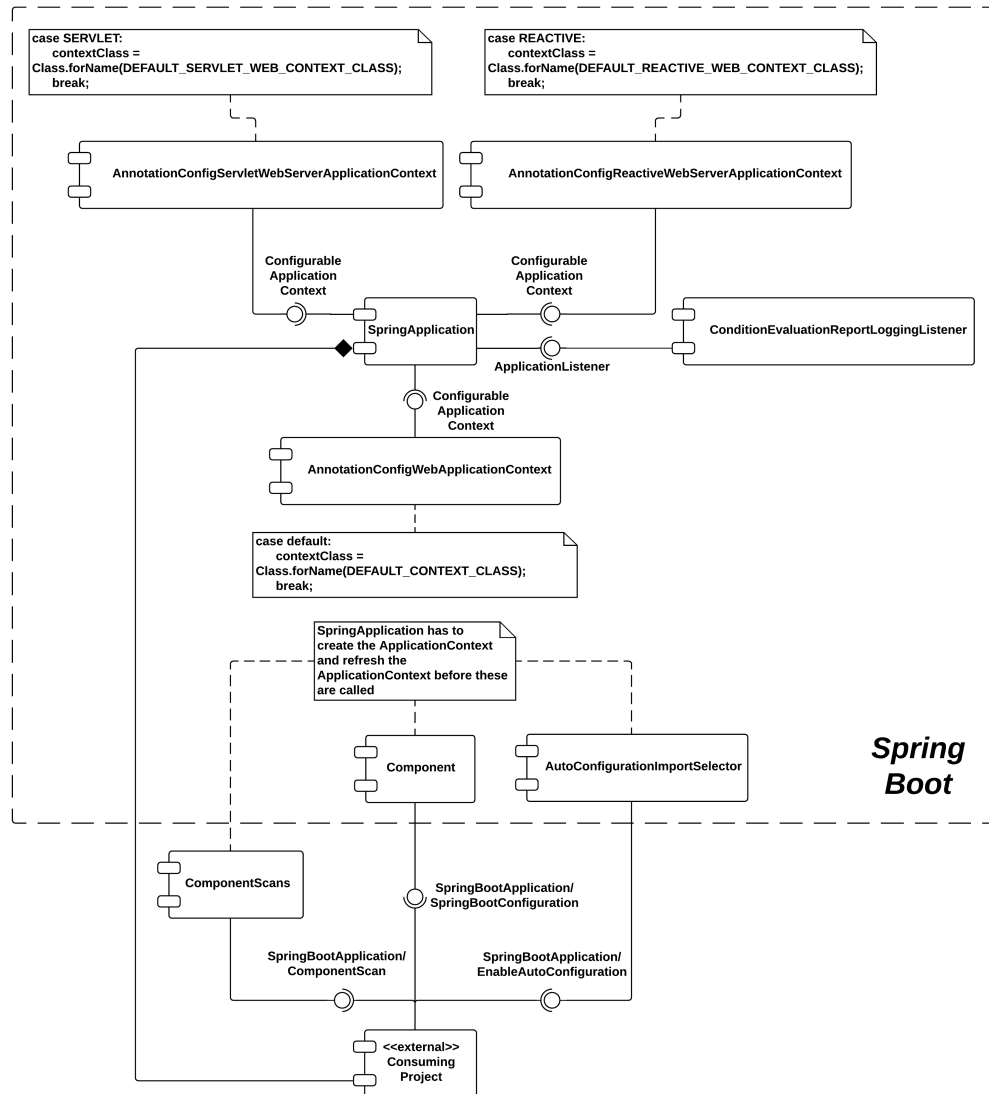 case SERVLET:
contextClass =
Class.forName(DEFAULT_SERVLET_WEB_CONTEXT_CLASS);
break;
case REACTIVE:
contextClass =
Class.forName(DEFAULT_REACTIVE_WEB_CONTEXT_CLASS);
break;
AnnotationConfigServletWebServerApplicationContext
AnnotationConfigReactiveWebServerApplicationContext
Configurable
Application
Context
Configurable
Application
Context
SpringApplication
ConditionEvaluationReportLoggingListener
ApplicationListener
Configurable
Application
Context
AnnotationConfigWebApplicationContext
case default:
contextClass =
Class.forName(DEFAULT_CONTEXT_CLASS);
break;
SpringApplication has to
create the ApplicationContext
and refresh the
ApplicationContext before these
are called
Spring
Boot
Component
AutoConfigurationImportSelector
ComponentScans
SpringBootApplication/
SpringBootConfiguration
SpringBootApplication/
ComponentScan
SpringBootApplication/
EnableAutoConfiguration
<<external>>
Consuming
Project